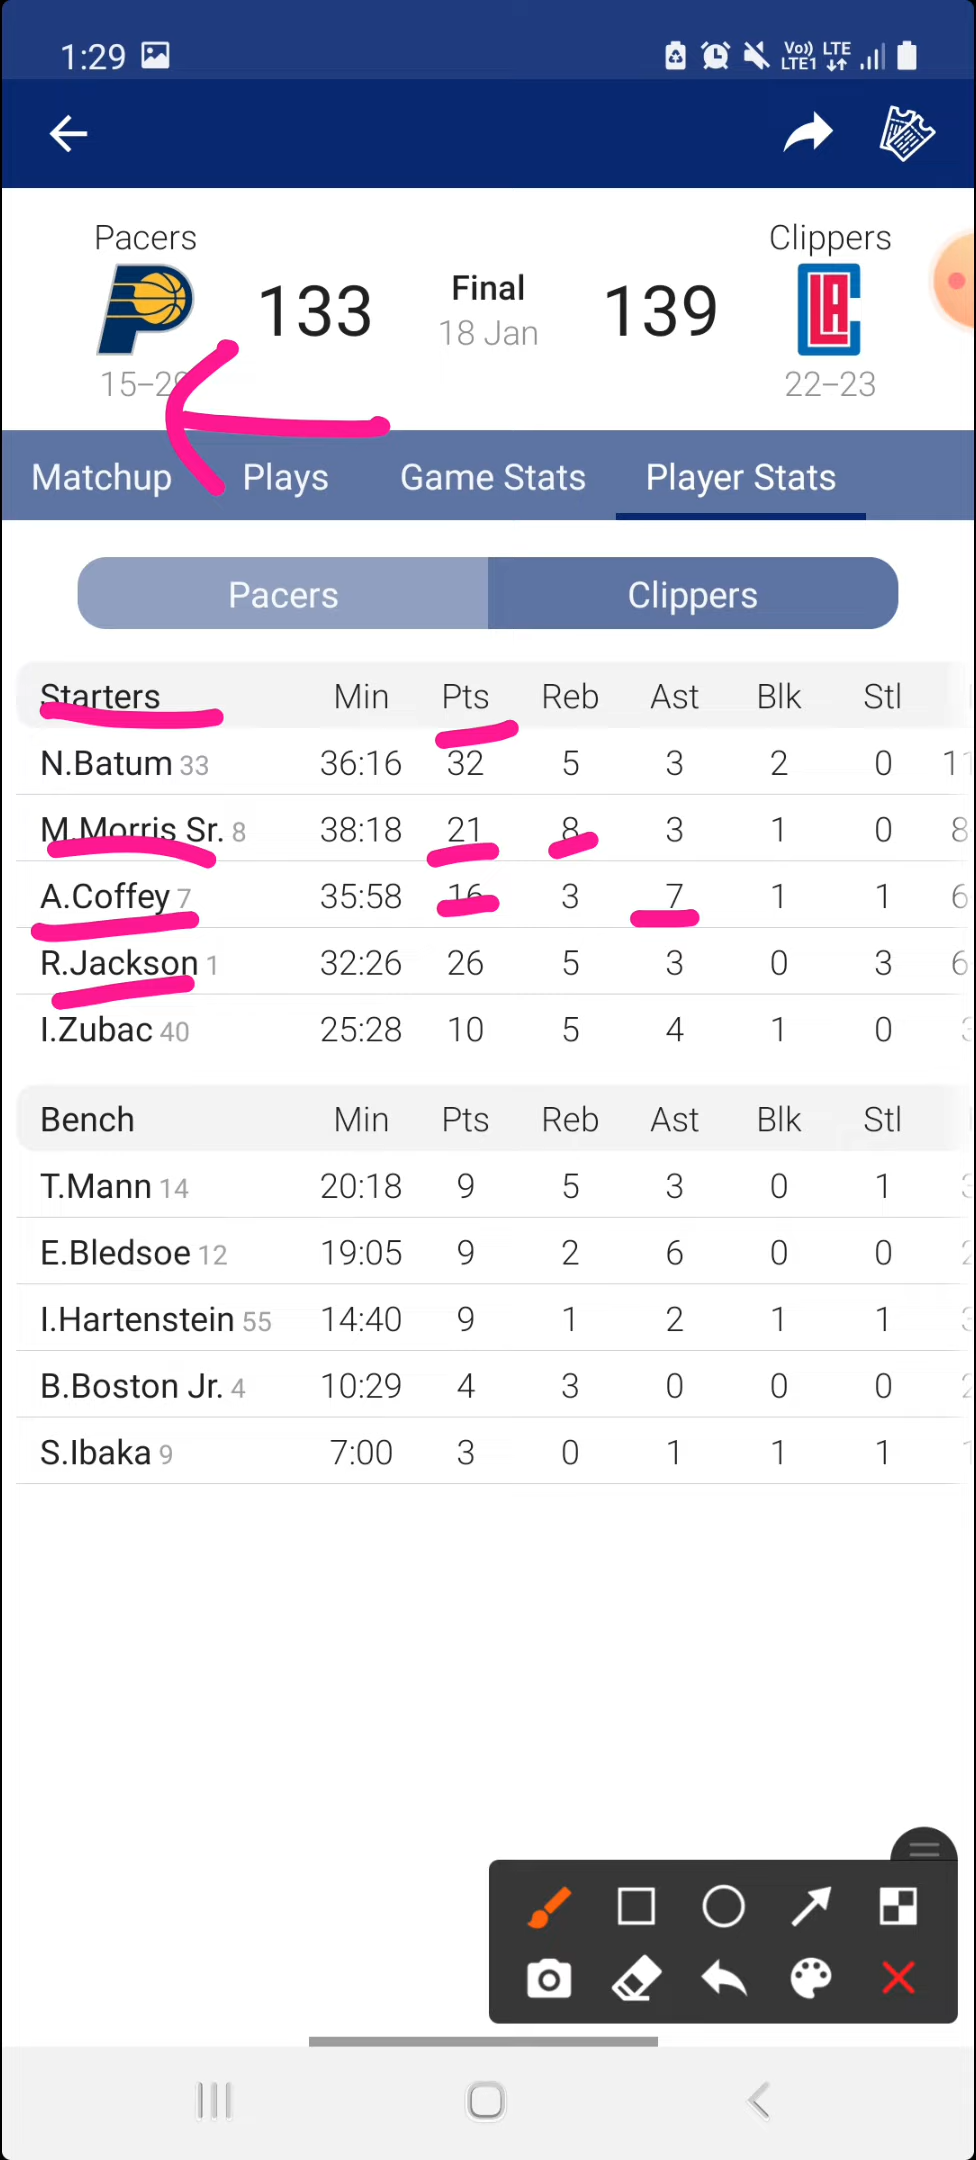 1:29 Vo)) LTE1 LTE
Pacers Clippers
133 Final 139
18 Jan
22–23
Matchup Plays Game Stats Player Stats
Pacers Clippers
Starters Min Pts Reb Ast Blk Stl
N.Batum 33 36:16 32 5 3 2 0
M.Morris Sr. 8 38:18 21 8 3 1 0 8
A.Coffey 7 35:58 16 3 7 1 1 6
R.Jackson 1 32:26 26 5 3 0 3 6
I.Zubac 40 25:28 10 5 4 1 0
Bench Min Pts Reb Ast Blk Stl
T.Mann 14 20:18 9 5 3 0 1
E.Bledsoe 12 19:05 9 2 6 0 0
I.Hartenstein 55 14:40 9 1 2 1 1
B.Boston Jr. 4 10:29 4 3 0 0 0
S.Ibaka 9 7:00 3 0 1 1 1